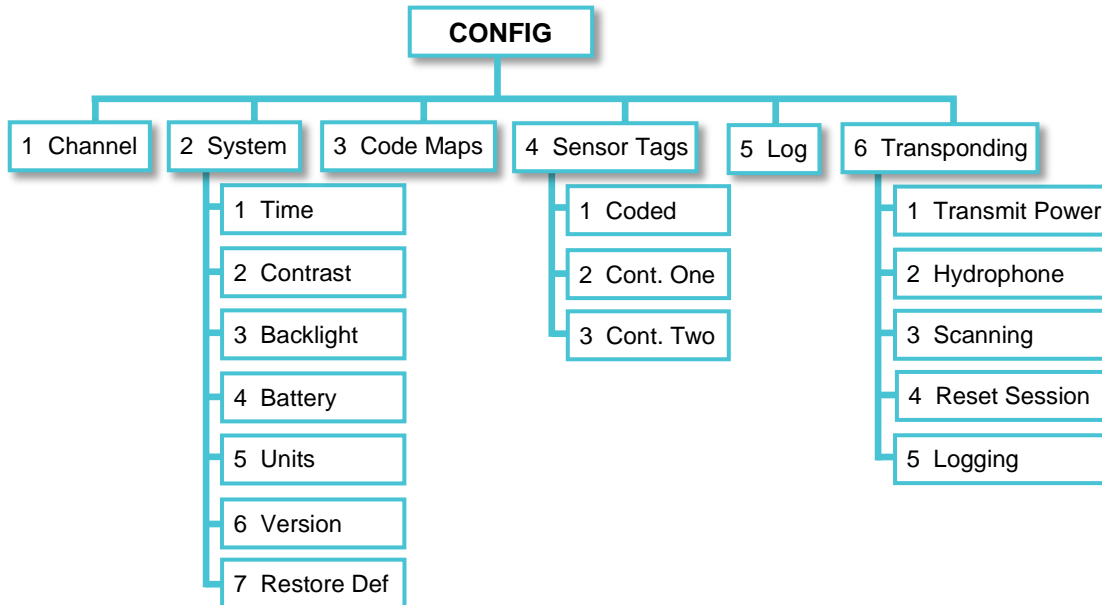 CONFIG
1 Channel
2 System
3 Code Maps
4 Sensor Tags
5 Log
6 Transponding
1 Time
2 Contrast
3 Backlight
4 Battery
5 Units
6 Version
7 Restore Def
1 Coded
2 Cont. One
3 Cont. Two
1 Transmit Power
2 Hydrophone
3 Scanning
4 Reset Session
5 Logging